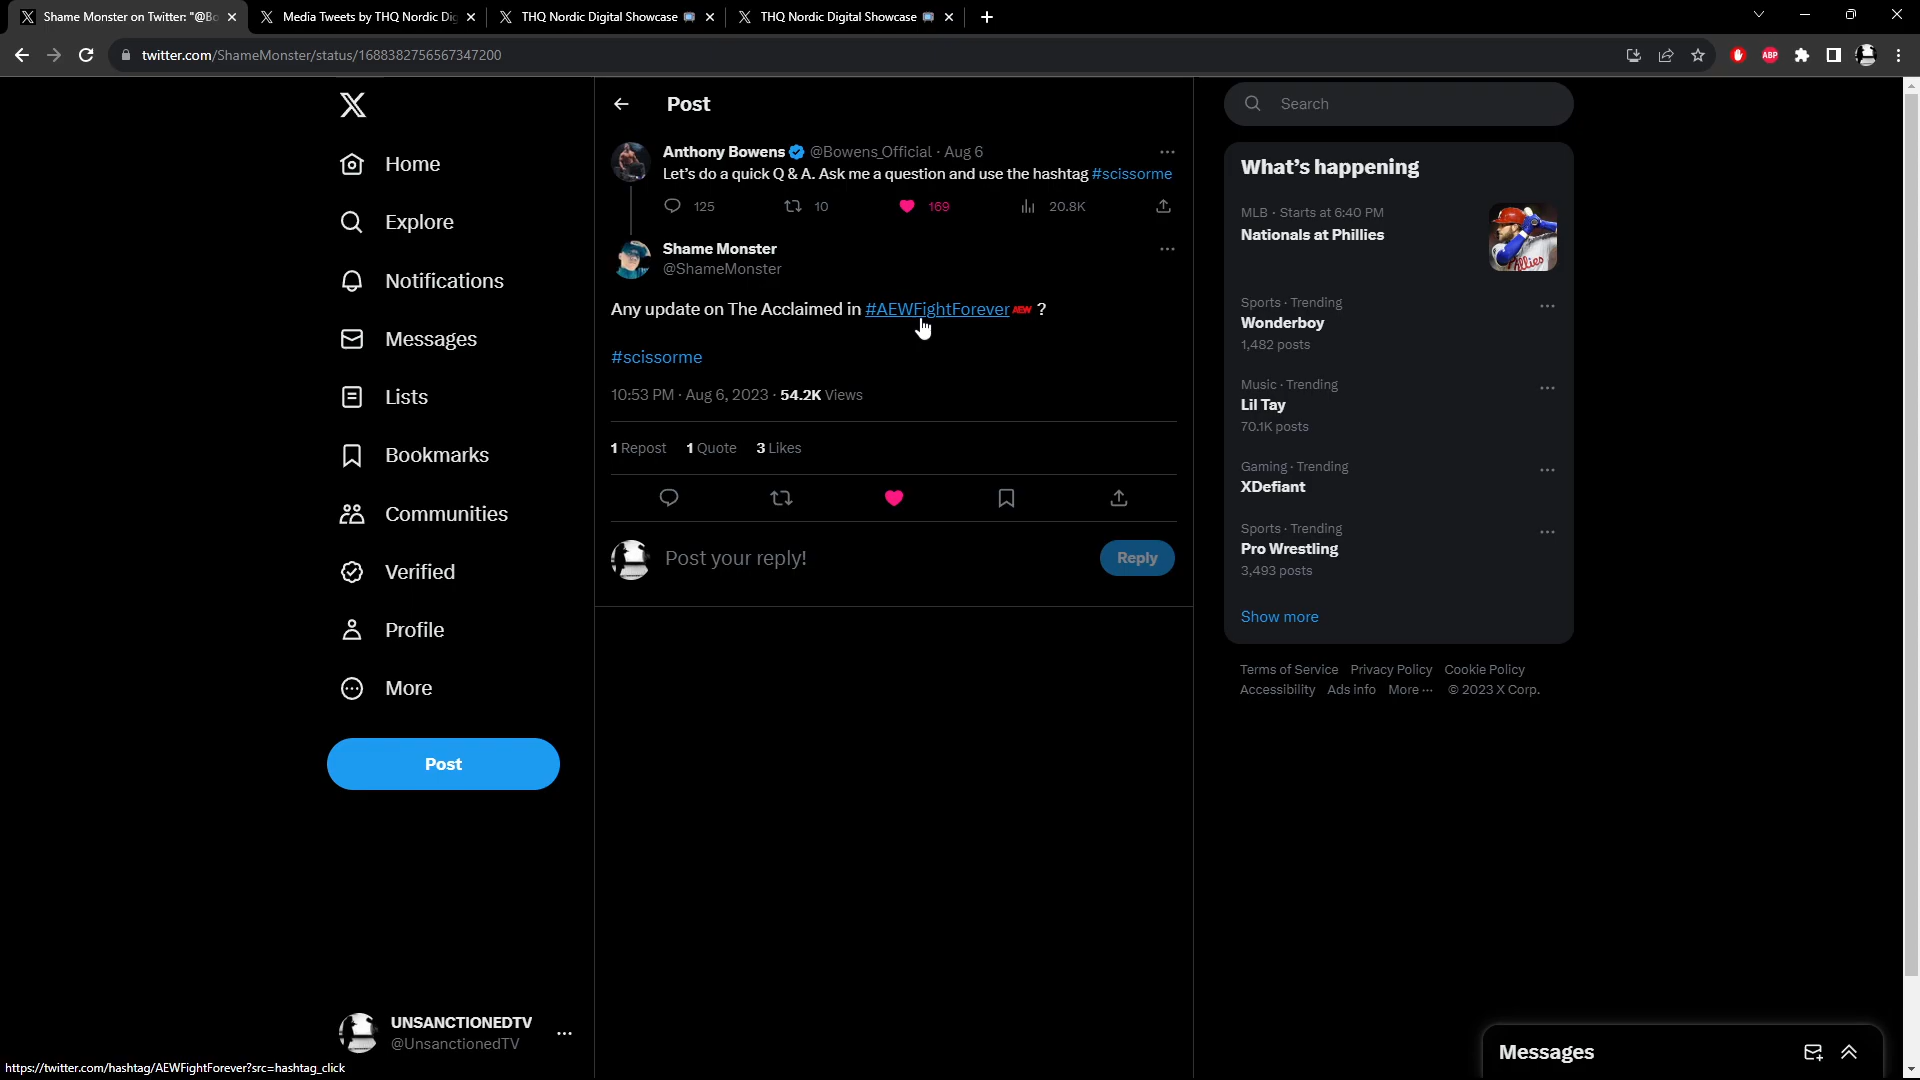 Shame Monster on Twitter: "@Bo
Media Tweets by THQ Nordic Dig
THQ Nordic Digital Showcase
THQ Nordic Digital Showcase
twitter.com/ShameMonster/status/1688382756567347200
ABP
Home
Explore
Notifications
Messages
Lists
Bookmarks
Communities
Verified
Profile
More
Post
UNSANCTIONEDTV
@UnsanctionedTV
https://twitter.com/hashtag/AEWFightForever?src=hashtag_click
Post
Anthony Bowens @Bowens_Official · Aug 6
Let's do a quick Q & A. Ask me a question and use the hashtag #scissorme
125 10 169 20.8K
Shame Monster
@ShameMonster
Any update on The Acclaimed in #AEWFightForever AEW ?
#scissorme
10:53 PM · Aug 6, 2023 · 54.2K Views
1 Repost 1 Quote 3 Likes
Post your reply!
Reply
Search
What's happening
MLB · Starts at 6:40 PM
Nationals at Phillies
Phillies
Sports · Trending
Wonderboy
1,482 posts
Music · Trending
Lil Tay
70.1K posts
Gaming · Trending
XDefiant
Sports · Trending
Pro Wrestling
3,493 posts
Show more
Terms of Service Privacy Policy Cookie Policy
Accessibility Ads info More ··· © 2023 X Corp.
Messages